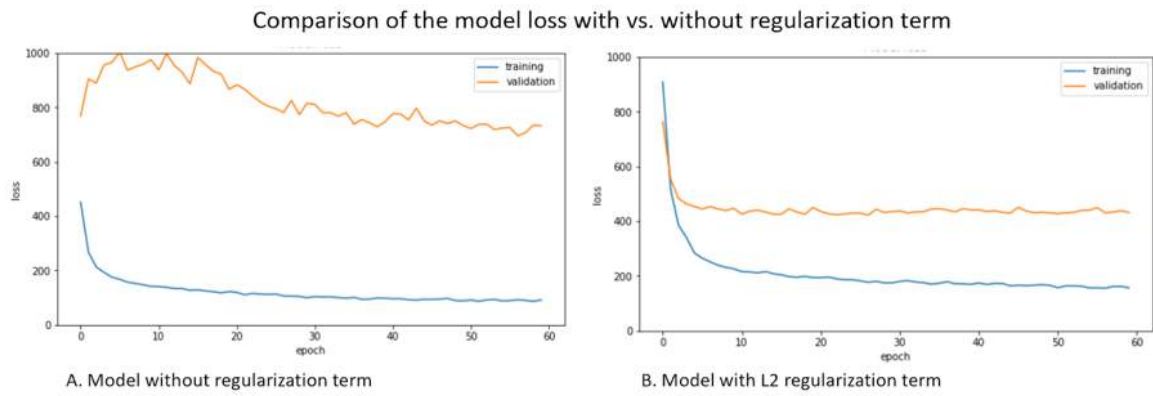 Comparison of the model loss with vs. without regularization term
1000
800
600
400
200
0
loss
training
validation
0 10 20 30 40 50 60
epoch
A. Model without regularization term
1000
800
600
400
200
0
loss
training
validation
0 10 20 30 40 50 60
epoch
B. Model with L2 regularization term